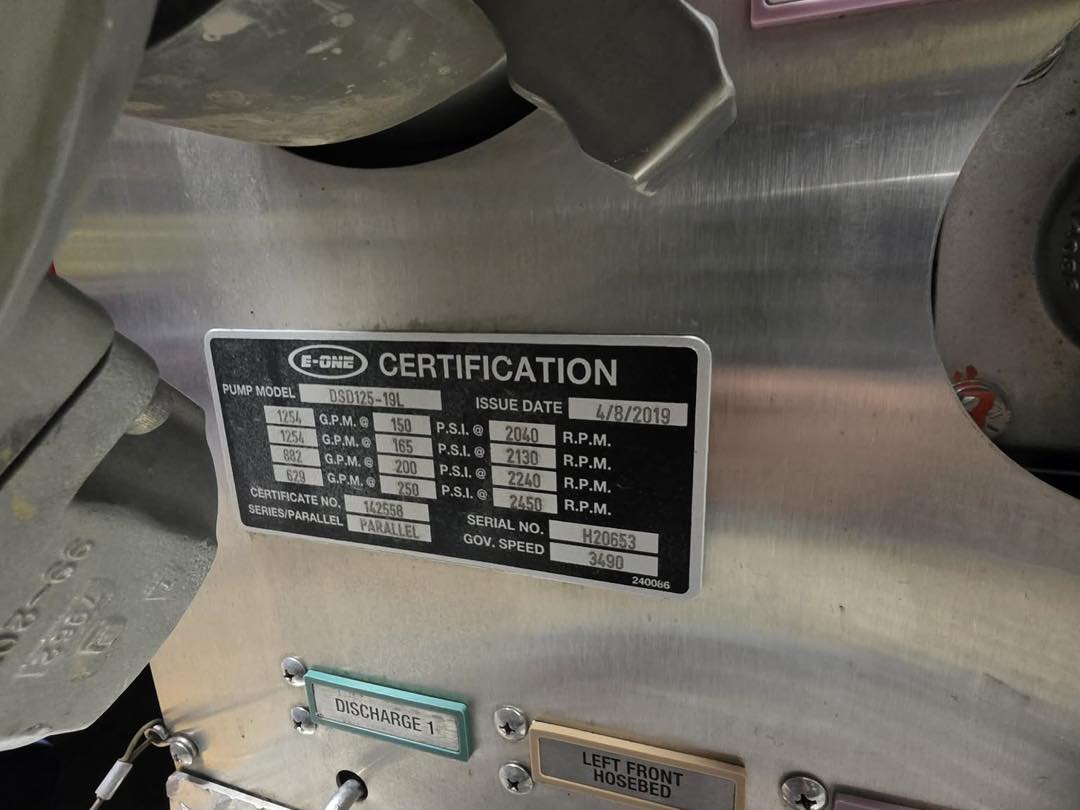 E-ONE CERTIFICATION
PUMP MODEL DSD125-19L ISSUE DATE 4/8/2019
1254 G.P.M. @ 150 P.S.I. @ 2040 R.P.M.
1254 G.P.M. @ 165 P.S.I. @ 2130 R.P.M.
882 G.P.M. @ 200 P.S.I. @ 2240 R.P.M.
629 G.P.M. @ 250 P.S.I. @ 2450 R.P.M.
CERTIFICATE NO. 142558 SERIAL NO. H20653
SERIES/PARALLEL PARALLEL GOV. SPEED 3490
240086
DISCHARGE 1
LEFT FRONT
HOSEBED